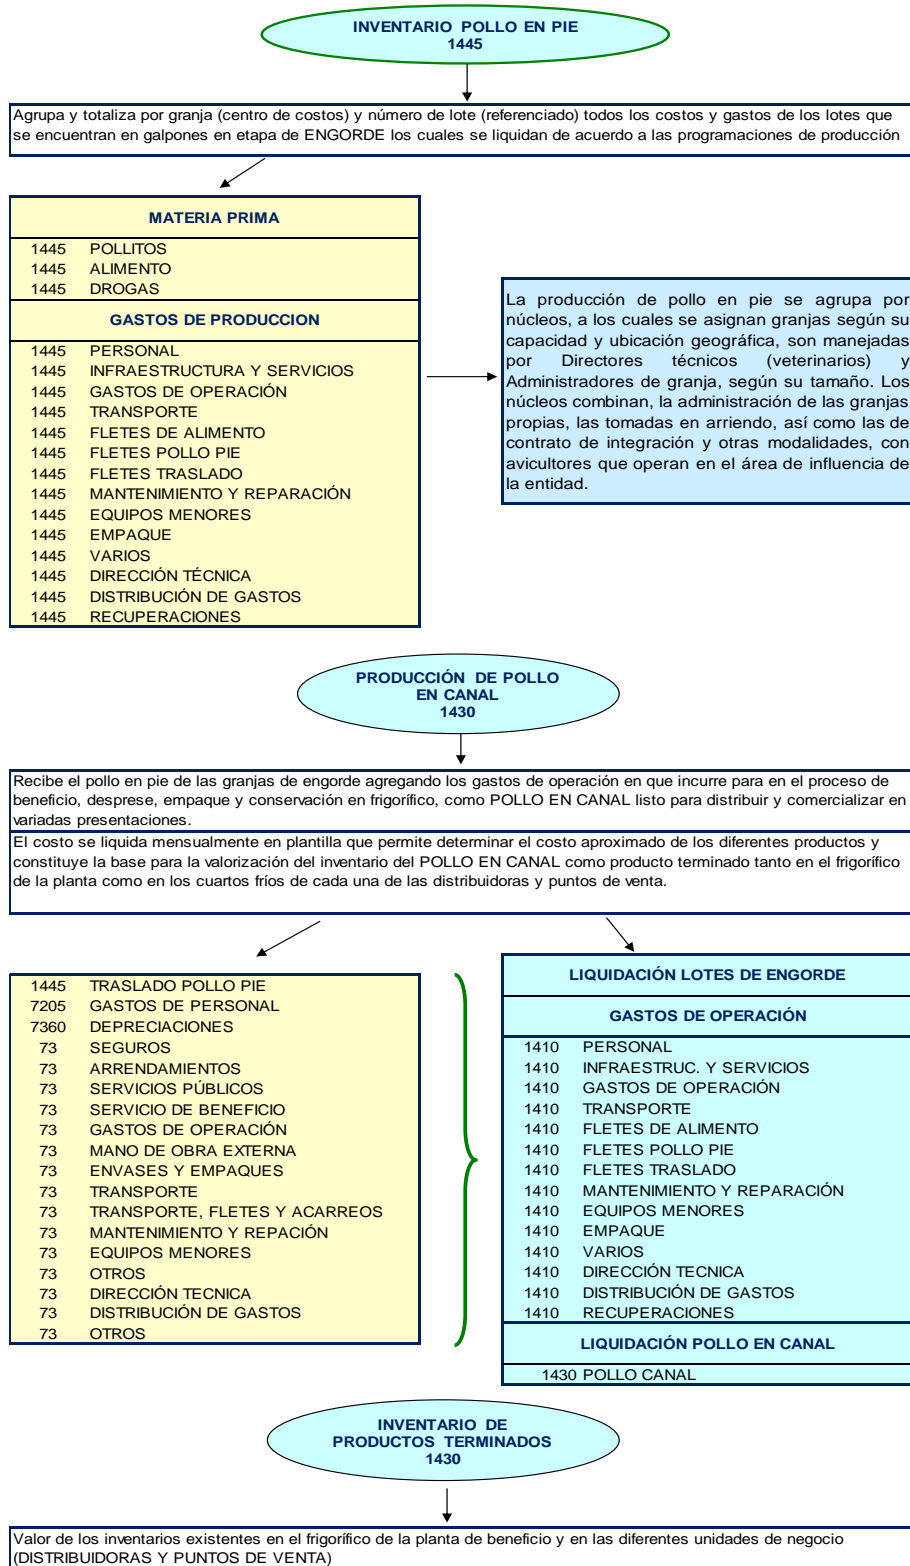 INVENTARIO POLLO EN PIE
1445
Agrupa y totaliza por granja (centro de costos) y número de lote (referenciado) todos los costos y gastos de los lotes que
se encuentran en galpones en etapa de ENGORDE los cuales se liquidan de acuerdo a las programaciones de producción
MATERIA PRIMA
1445 POLLITOS
1445 ALIMENTO
1445 DROGAS
GASTOS DE PRODUCCION
1445 PERSONAL
1445 INFRAESTRUCTURA Y SERVICIOS
1445 GASTOS DE OPERACIÓN
1445 TRANSPORTE
1445 FLETES DE ALIMENTO
1445 FLETES POLLO PIE
1445 FLETES TRASLADO
1445 MANTENIMIENTO Y REPARACIÓN
1445 EQUIPOS MENORES
1445 EMPAQUE
1445 VARIOS
1445 DIRECCIÓN TÉCNICA
1445 DISTRIBUCIÓN DE GASTOS
1445 RECUPERACIONES
La producción de pollo en pie se agrupa por
núcleos, a los cuales se asignan granjas según su
capacidad y ubicación geográfica, son manejadas
por Directores técnicos (veterinarios) y
Administradores de granja, según su tamaño. Los
núcleos combinan, la administración de las granjas
propias, las tomadas en arriendo, así como las de
contrato de integración y otras modalidades, con
avicultores que operan en el área de influencia de
la entidad.
PRODUCCIÓN DE POLLO
EN CANAL
1430
Recibe el pollo en pie de las granjas de engorde agregando los gastos de operación en que incurre para en el proceso de
beneficio, desprese, empaque y conservación en frigorífico, como POLLO EN CANAL listo para distribuir y comercializar en
variadas presentaciones.
El costo se liquida mensualmente en plantilla que permite determinar el costo aproximado de los diferentes productos y
constituye la base para la valorización del inventario del POLLO EN CANAL como producto terminado tanto en el frigorífico
de la planta como en los cuartos fríos de cada una de las distribuidoras y puntos de venta.
1445 TRASLADO POLLO PIE
7205 GASTOS DE PERSONAL
7360 DEPRECIACIONES
73 SEGUROS
73 ARRENDAMIENTOS
73 SERVICIOS PÚBLICOS
73 SERVICIO DE BENEFICIO
73 GASTOS DE OPERACIÓN
73 MANO DE OBRA EXTERNA
73 ENVASES Y EMPAQUES
73 TRANSPORTE
73 TRANSPORTE, FLETES Y ACARREOS
73 MANTENIMIENTO Y REPACIÓN
73 EQUIPOS MENORES
73 OTROS
73 DIRECCIÓN TECNICA
73 DISTRIBUCIÓN DE GASTOS
73 OTROS
LIQUIDACIÓN LOTES DE ENGORDE
GASTOS DE OPERACIÓN
1410 PERSONAL
1410 INFRAESTRUC. Y SERVICIOS
1410 GASTOS DE OPERACIÓN
1410 TRANSPORTE
1410 FLETES DE ALIMENTO
1410 FLETES POLLO PIE
1410 FLETES TRASLADO
1410 MANTENIMIENTO Y REPARACIÓN
1410 EQUIPOS MENORES
1410 EMPAQUE
1410 VARIOS
1410 DIRECCIÓN TECNICA
1410 DISTRIBUCIÓN DE GASTOS
1410 RECUPERACIONES
LIQUIDACIÓN POLLO EN CANAL
1430 POLLO CANAL
INVENTARIO DE
PRODUCTOS TERMINADOS
1430
Valor de los inventarios existentes en el frigorífico de la planta de beneficio y en las diferentes unidades de negocio
(DISTRIBUIDORAS Y PUNTOS DE VENTA)